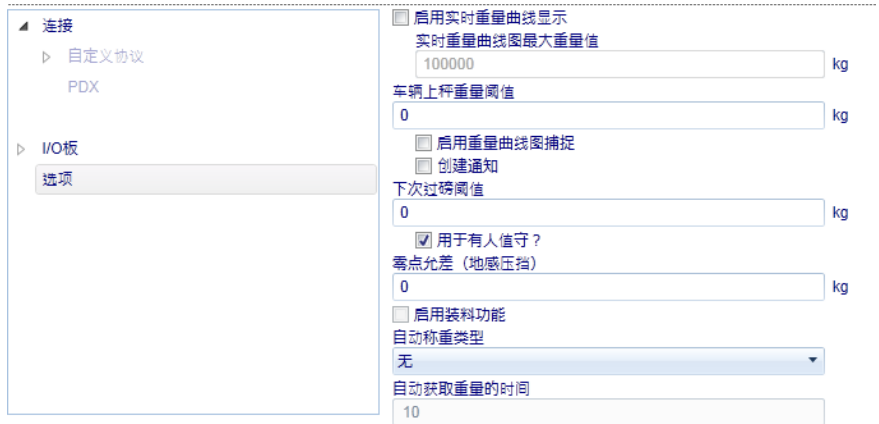 连接
自定义协议
PDX
I/O板
选项
启用实时重量曲线显示
实时重量曲线图最大重量值
100000 kg
车辆上秤重量阈值
0 kg
启用重量曲线图捕捉
创建通知
下次过磅阈值
0 kg
用于有人值守？
零点允差（地感压挡）
0 kg
启用装料功能
自动称重类型
无
自动获取重量的时间
10